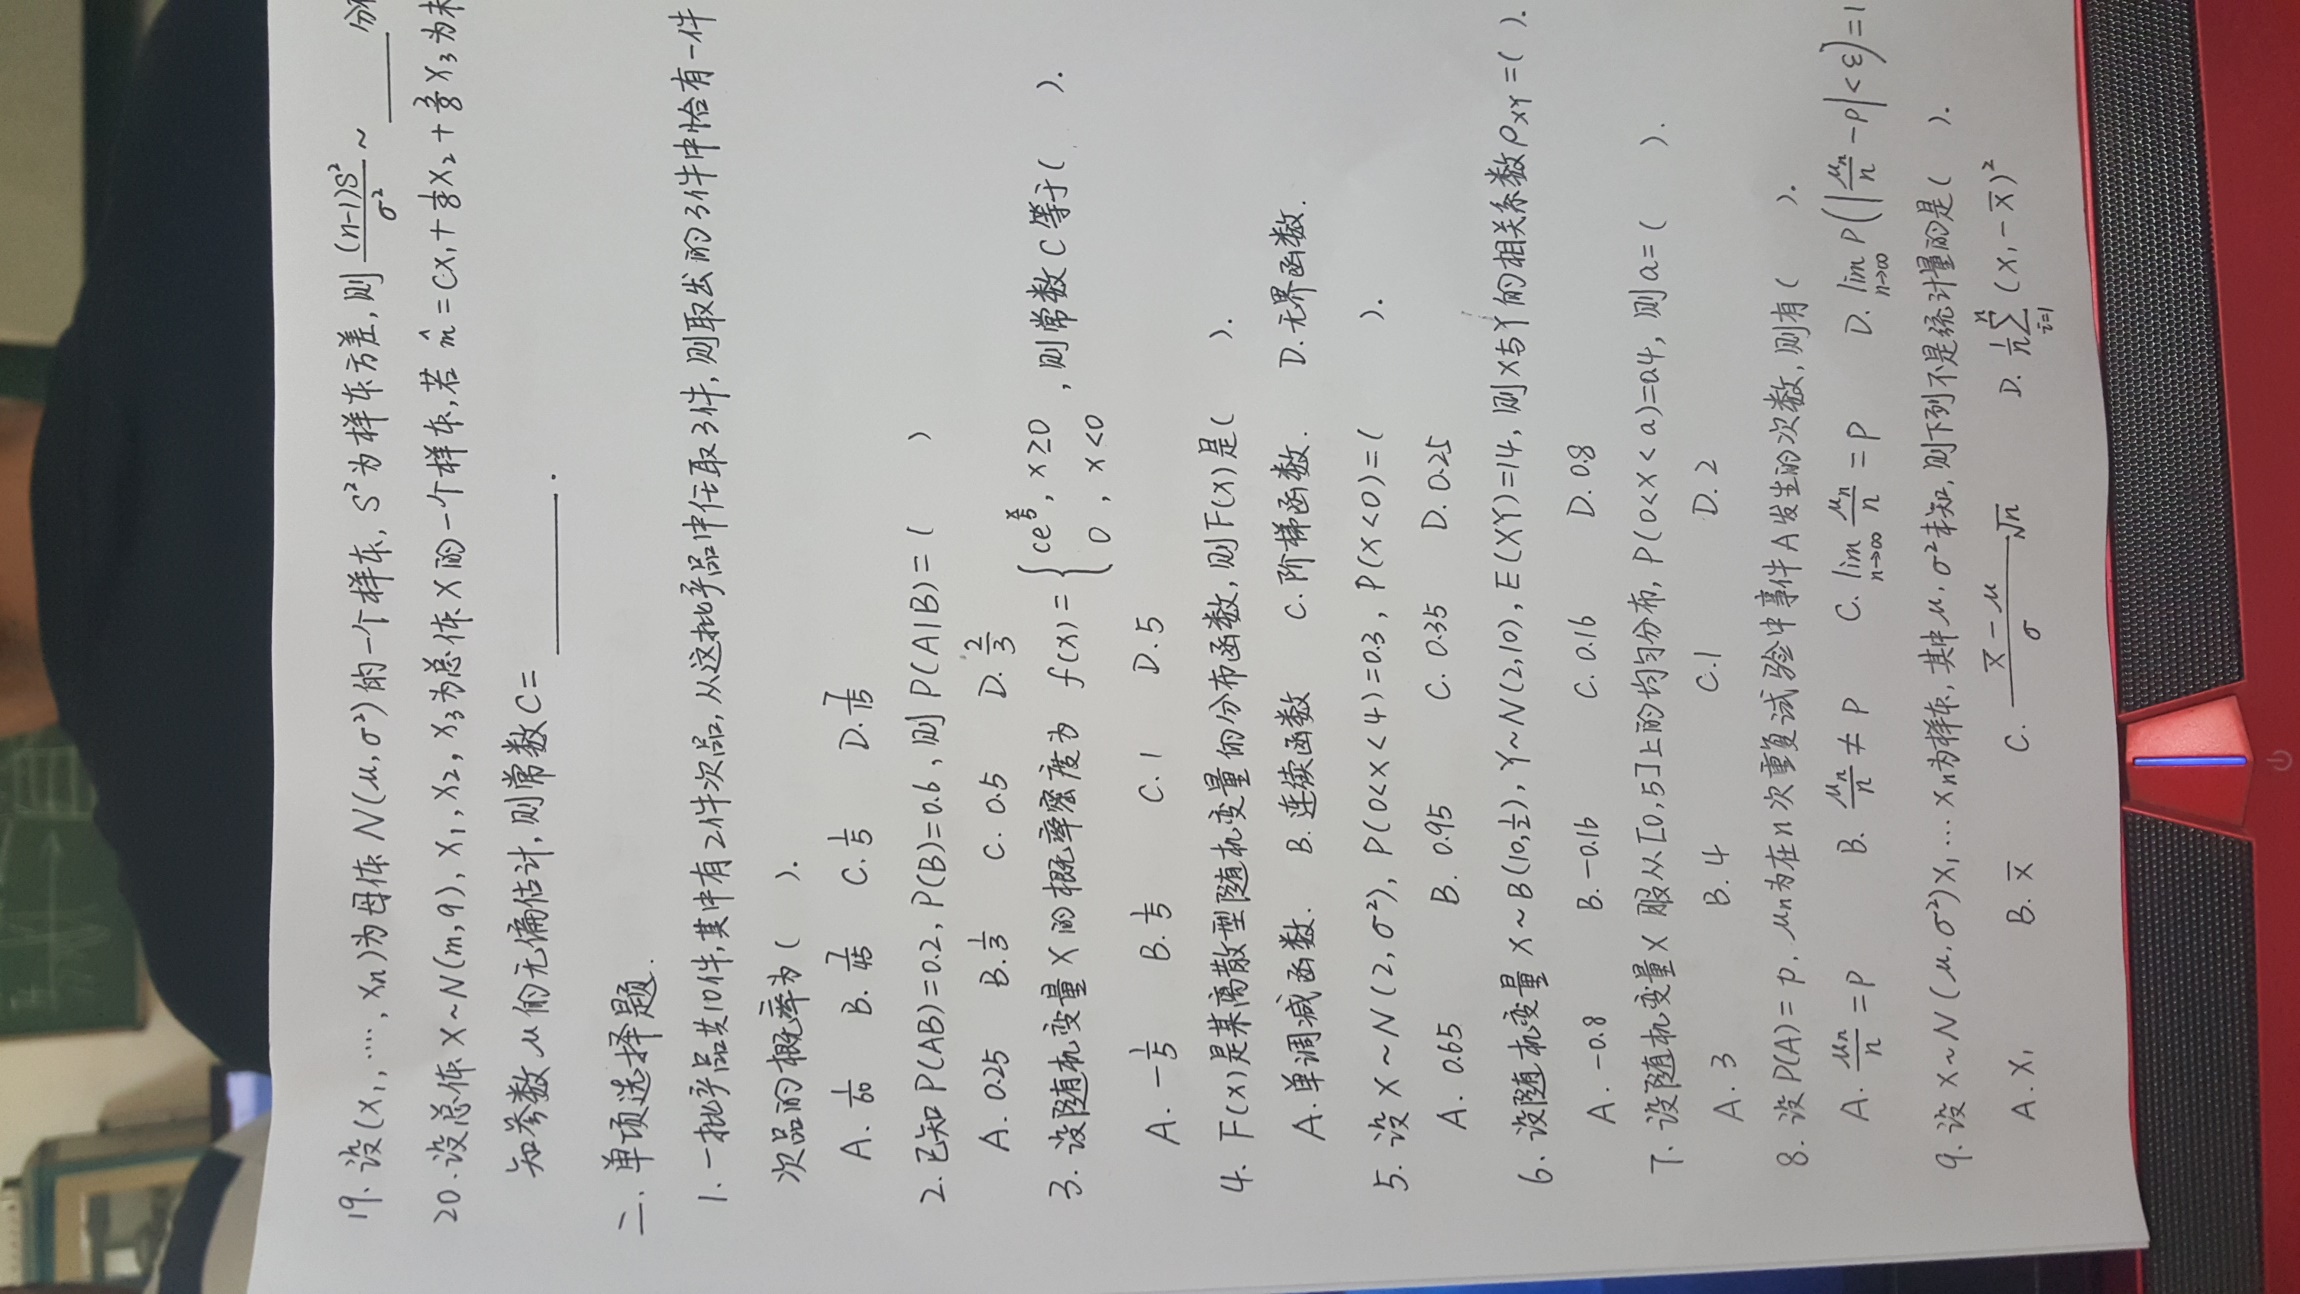 19.设(x₁,…..,xn)为母体N(μ,σ²)的一个样本,S²为样本方差,则 (n-1)S²/σ² ~ ____ 分
20.设总体X~N(m,9),X₁,X₂,X₃为总体X的一个样本,若 m̂=CX₁+1/8X₂+3/8X₃为未
知参数μ的无偏估计,则常数C=____.
二.单项选择题.
1.一批产品共10件,其中有2件次品,从这批产品中任取3件,则取出的3件中恰有一件
次品的概率为( ).
A.1/60 B.7/45 C.1/5 D.7/15
2.已知P(AB)=0.2,P(B)=0.6,则P(A|B)=( )
A.0.25 B.1/3 C.0.5 D.2/3
3.设随机变量X的概率密度为 f(x)={ce^(x/5), x≥0
0, x<0 ,则常数C等于( ).
A.-1/5 B.1/5 C.1 D.5
4.F(x)是某离散型随机变量的分布函数,则F(x)是( ).
A.单调减函数. B.连续函数 C.阶梯函数. D.无界函数.
5.设X~N(2,σ²),P(0<x<4)=0.3,P(x<0)=( ).
A.0.65 B.0.95 C.0.35 D.0.25
6.设随机变量X~B(10,1/2),Y~N(2,10),E(XY)=14,则X与Y的相关系数ρXY=( ).
A.-0.8 B.-0.16 C.0.16 D.0.8
7.设随机变量X服从[0,5]上的均匀分布,P(0<X<a)=a4,则a=( ).
A.3 B.4 C.1 D.2
8.设P(A)=p,μn为在n次重复试验中事件A发生的次数,则有( ).
A.μn/n=P B.μn/n≠P C.lim n→∞ μn/n=P D.lim n→∞ P(|μn/n-P|<ε)=1
9.设X~N(μ,σ²)X₁…Xn为样本,其中μ,σ²未知,则下列不是统计量的是( ).
A.X₁ B.X̄ C.(X̄-μ)/σ √n D.1/n∑ⁿᵢ₌₁(X₁-X̄)²